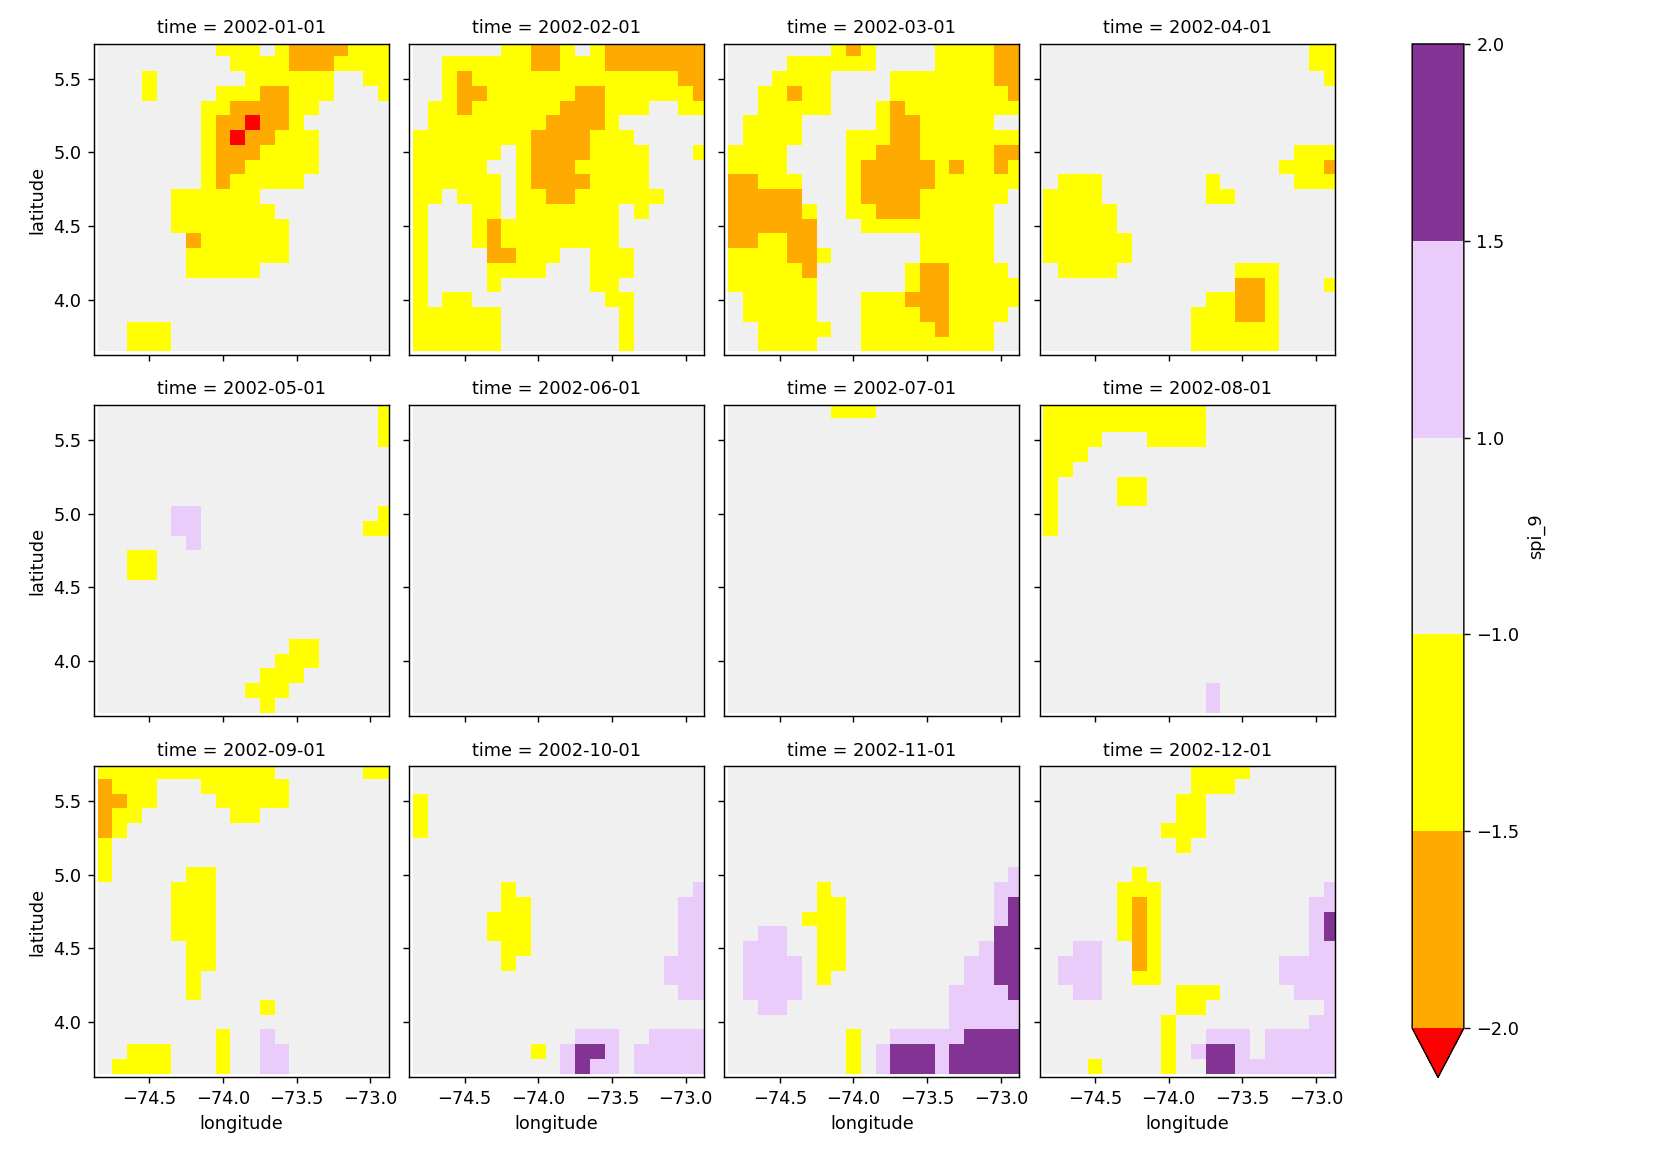 time = 2002-01-01
time = 2002-02-01
time = 2002-03-01
time = 2002-04-01
latitude
5.5
5.0
4.5
4.0
time = 2002-05-01
time = 2002-06-01
time = 2002-07-01
time = 2002-08-01
latitude
5.5
5.0
4.5
4.0
time = 2002-09-01
time = 2002-10-01
time = 2002-11-01
time = 2002-12-01
latitude
5.5
5.0
4.5
4.0
−74.5 −74.0 −73.5 −73.0
longitude
−74.5 −74.0 −73.5 −73.0
longitude
−74.5 −74.0 −73.5 −73.0
longitude
−74.5 −74.0 −73.5 −73.0
longitude
2.0
1.5
1.0
−1.0
−1.5
−2.0
spi_9